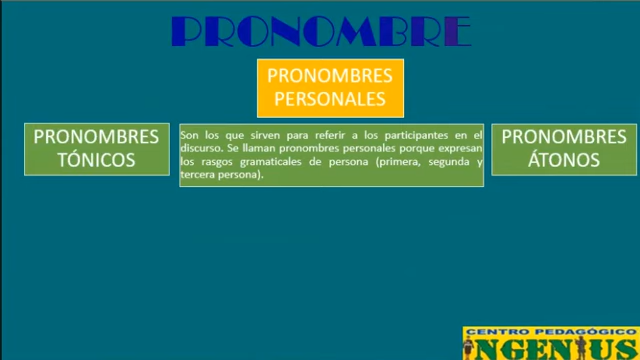 PRONOMBRE
PRONOMBRES
PERSONALES
PRONOMBRES
TÓNICOS
Son los que sirven para referir a los participantes en el
discurso. Se llaman pronombres personales porque expresan
los rasgos gramaticales de persona (primera, segunda y
tercera persona).
PRONOMBRES
ÁTONOS
CENTRO PEDAGÓGICO
INGENIUS